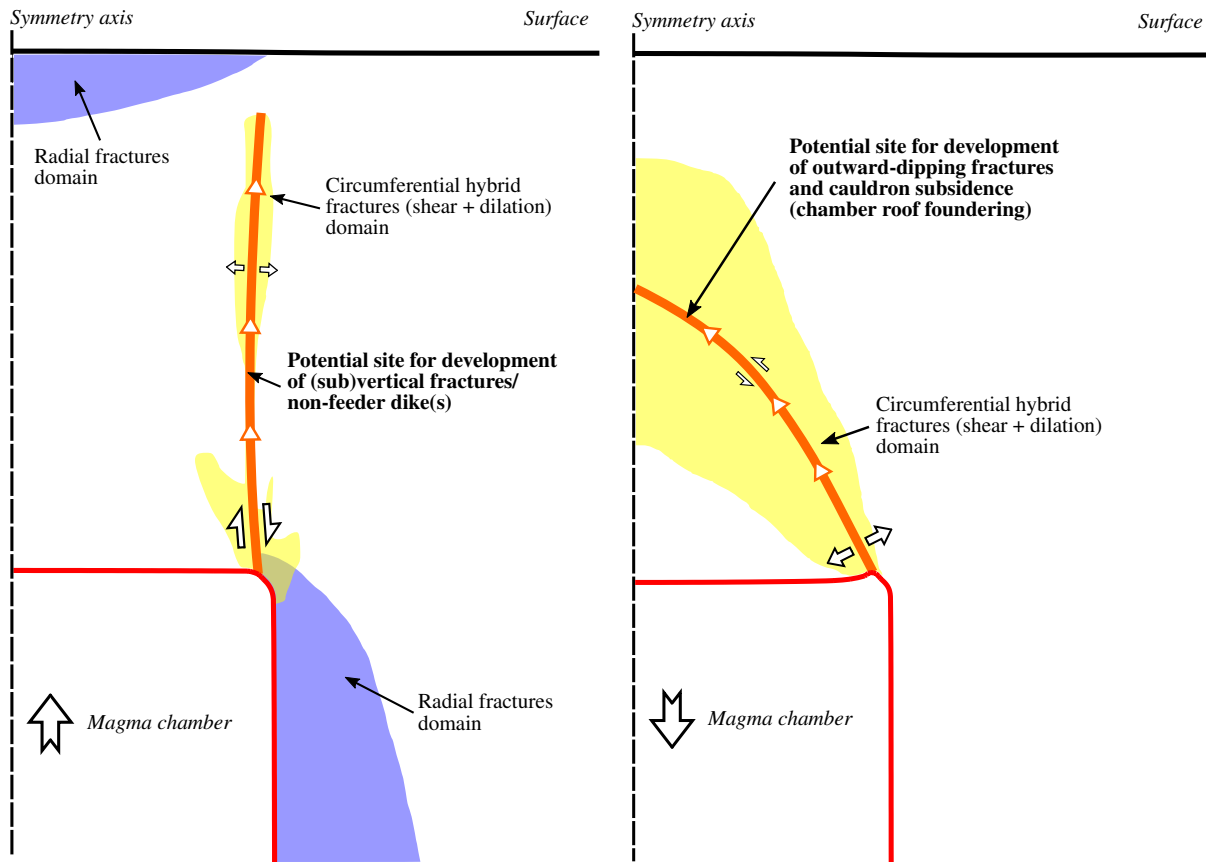 Symmetry axis
Surface
Radial fractures
domain
Circumferential hybrid
fractures (shear + dilation)
domain
Potential site for development
of (sub)vertical fractures/
non-feeder dike(s)
Radial fractures
domain
Magma chamber
Symmetry axis
Surface
Potential site for development
of outward-dipping fractures
and cauldron subsidence
(chamber roof foundering)
Circumferential hybrid
fractures (shear + dilation)
domain
Magma chamber